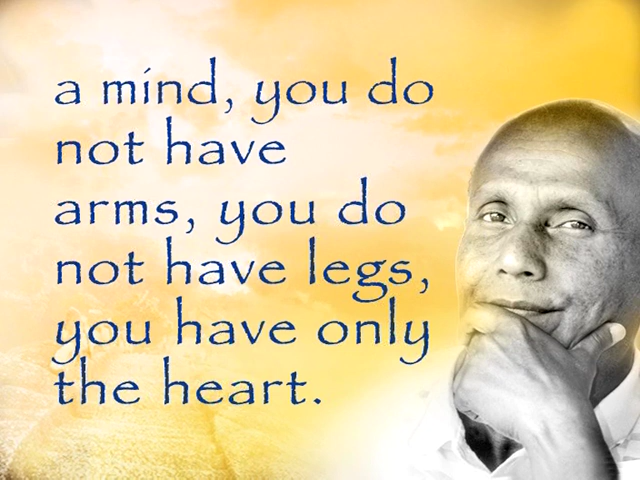 a mind, you do
not have
arms, you do
not have legs,
you have only
the heart.